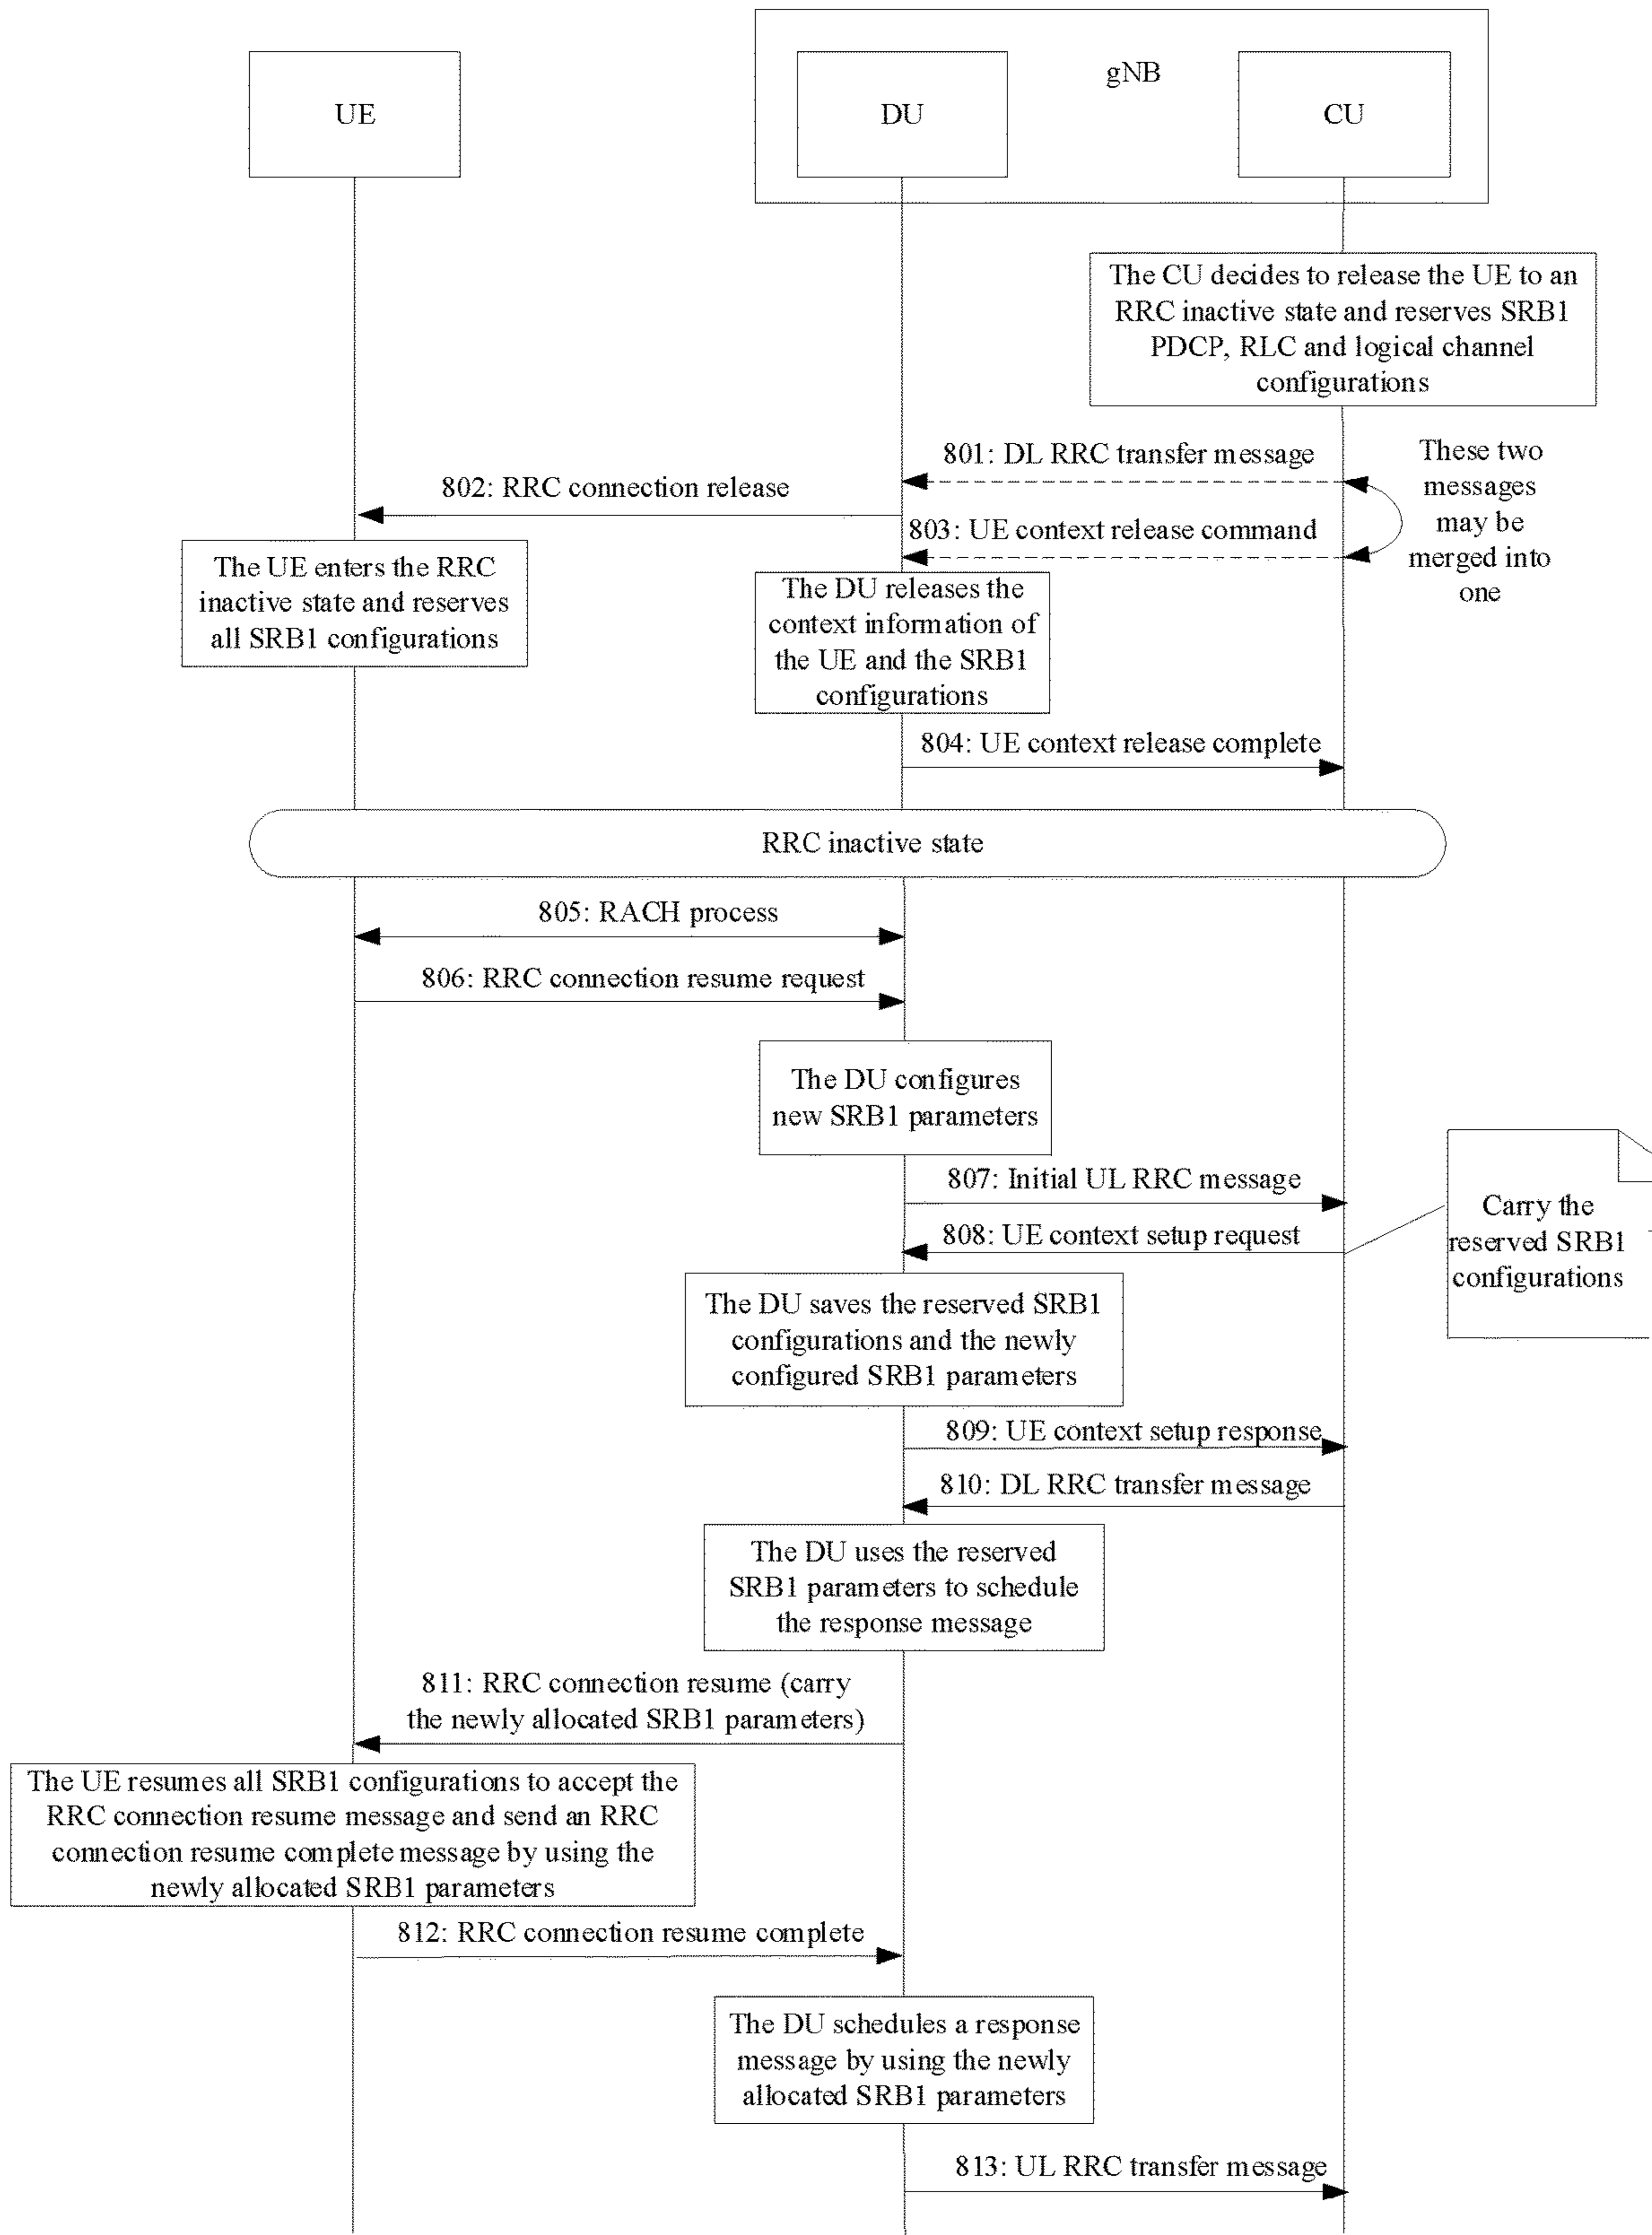 gNB
UE
DU
CU
The CU decides to release the UE to an
RRC inactive state and reserves SRB1
PDCP, RLC and logical channel
configurations
801: DL RRC transfer message
These two
messages
may be
merged into
one
802: RRC connection release
803: UE context release command
The UE enters the RRC
inactive state and reserves
all SRB1 configurations
The DU releases the
context information of
the UE and the SRB1
configurations
804: UE context release complete
RRC inactive state
805: RACH process
806: RRC connection resume request
The DU configures
new SRB1 parameters
807: Initial UL RRC message
808: UE context setup request
Carry the
reserved SRB1
configurations
The DU saves the reserved SRB1
configurations and the newly
configured SRB1 parameters
809: UE context setup response
810: DL RRC transfer message
The DU uses the reserved
SRB1 parameters to schedule
the response message
811: RRC connection resume (carry
the newly allocated SRB1 parameters)
The UE resumes all SRB1 configurations to accept the
RRC connection resume message and send an RRC
connection resume complete message by using the
newly allocated SRB1 parameters
812: RRC connection resume complete
The DU schedules a response
message by using the newly
allocated SRB1 parameters
813: UL RRC transfer message